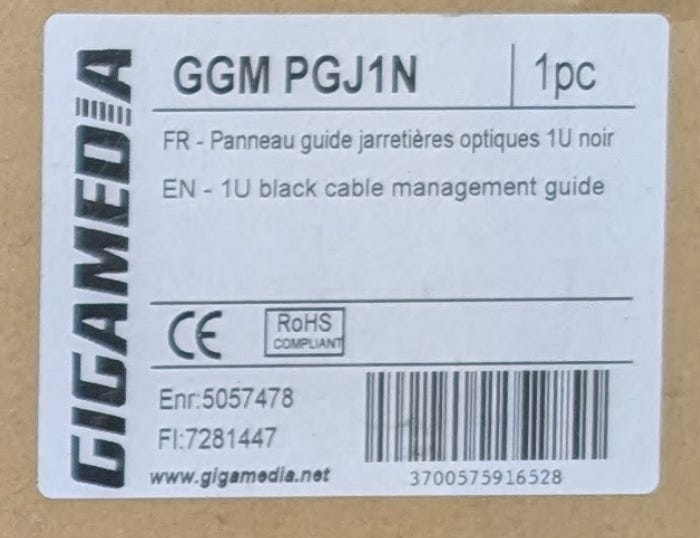 GIGAMEDIA
GGM PGJ1N
1pc
FR - Panneau guide jarretières optiques 1U noir
EN - 1U black cable management guide
CE
RoHS
COMPLIANT
Enr:5057478
FI:7281447
www.gigamedia.net
3700575916528